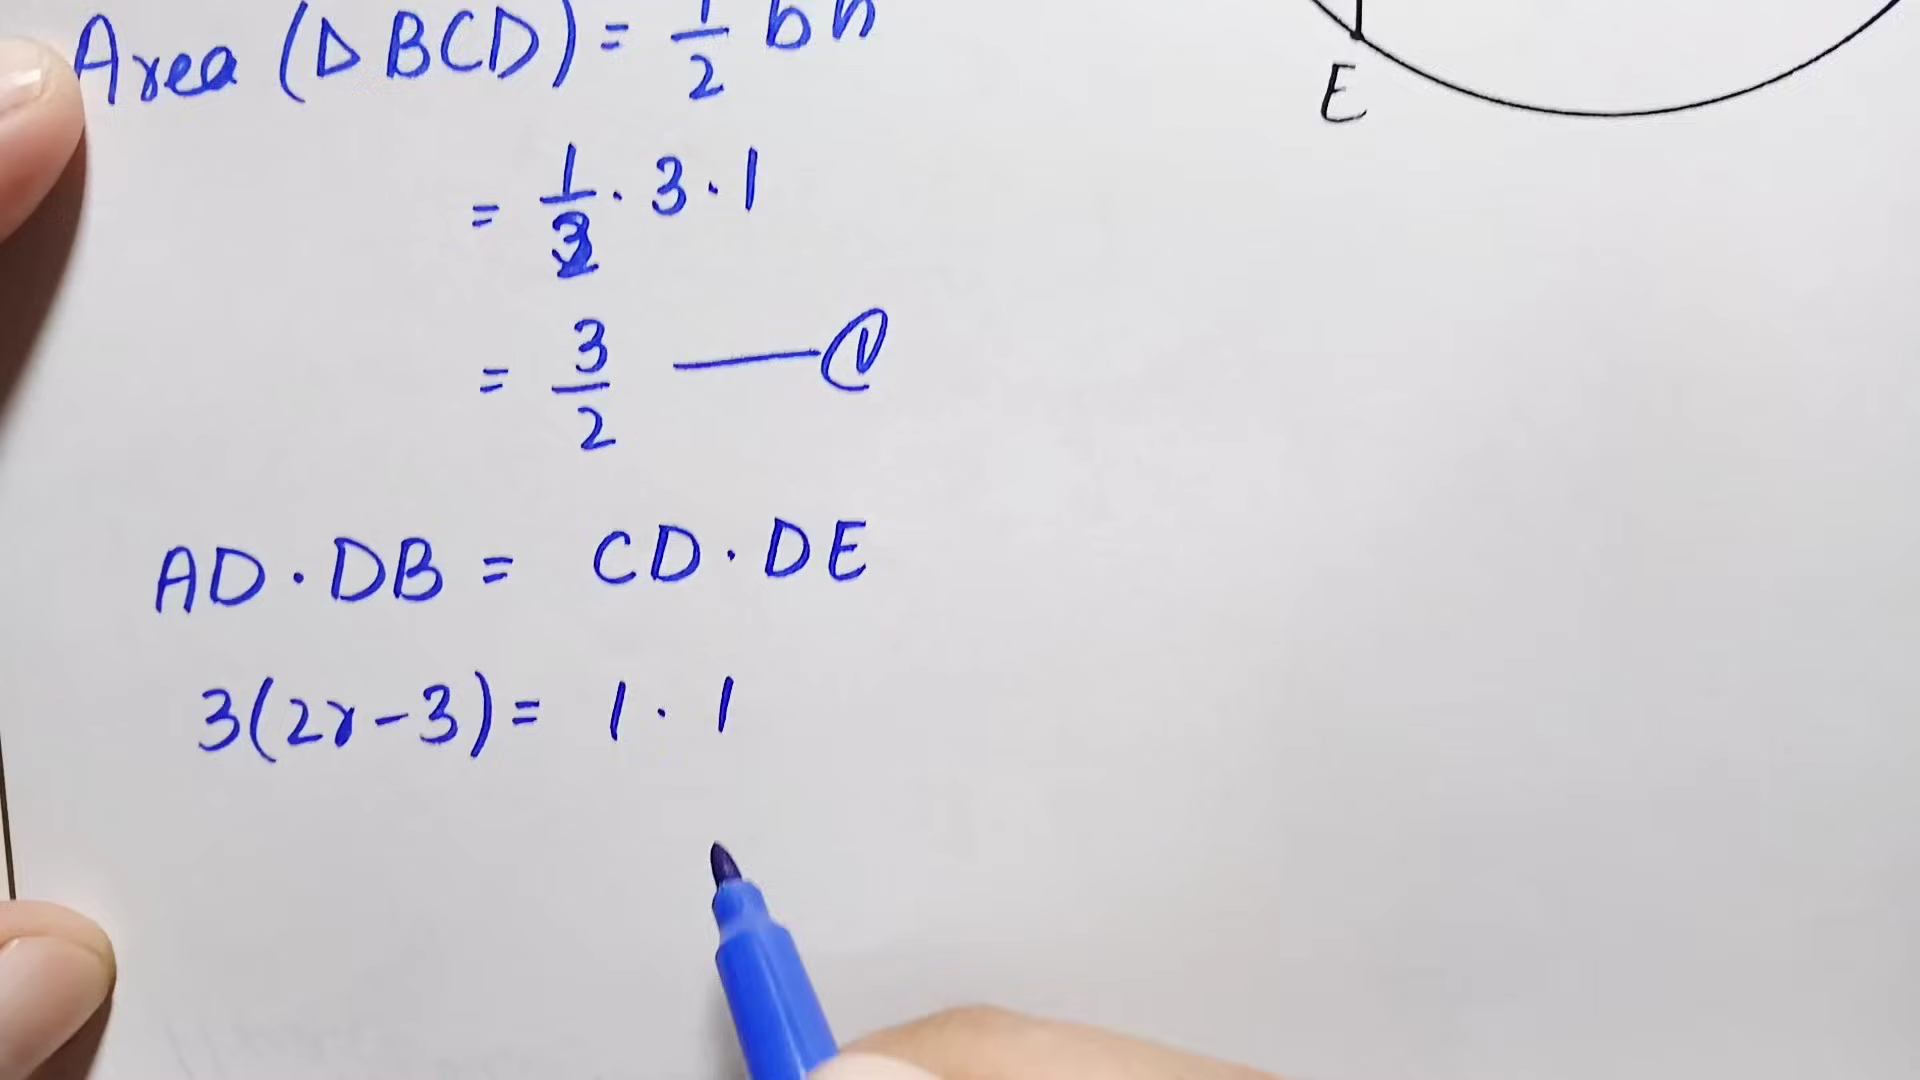 Area (Δ BCD) = 1/2 bh
E
= 1/2 · 3 · 1
= 3/2 —— ①
AD · DB = CD · DE
3(2r-3) = 1 · 1